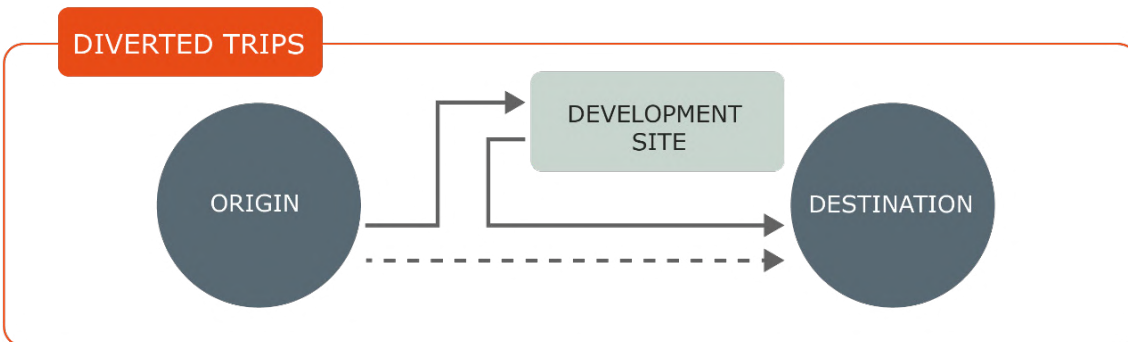 DIVERTED TRIPS
DEVELOPMENT
SITE
ORIGIN
DESTINATION